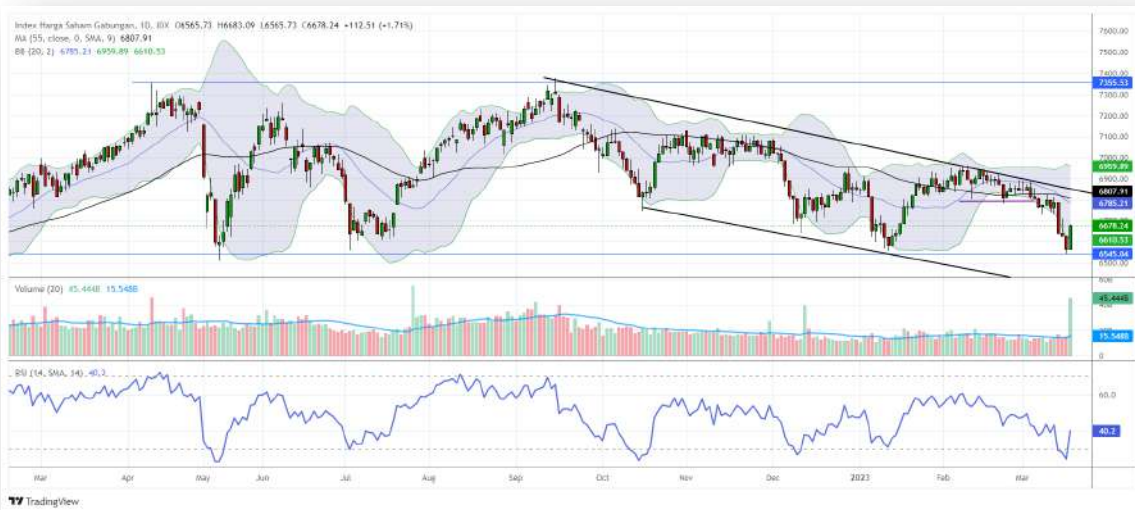 Index Harga Saham Gabungan, 1D, IDX O6565.73 H6683.09 L6565.73 C6678.24 +112.51 (+1.71%)
MA (55, close, 0, SMA, 9) 6807.91
BB (20, 2) 6785.21 6959.89 6610.53
7600.00
7500.00
7355.53
7300.00
7200.00
7100.00
7000.00
6959.89
6900.00
6807.91
6785.21
6678.24
6610.53
6545.04
6500.00
Volume (20) 45.444B 15.548B
60B
45.444B
15.548B
0
RSI (14, SMA, 14) 40.2
60.0
40.2
Mar Apr May Jun Jul Aug Sep Oct Nov Dec 2023 Feb Mar
TradingView